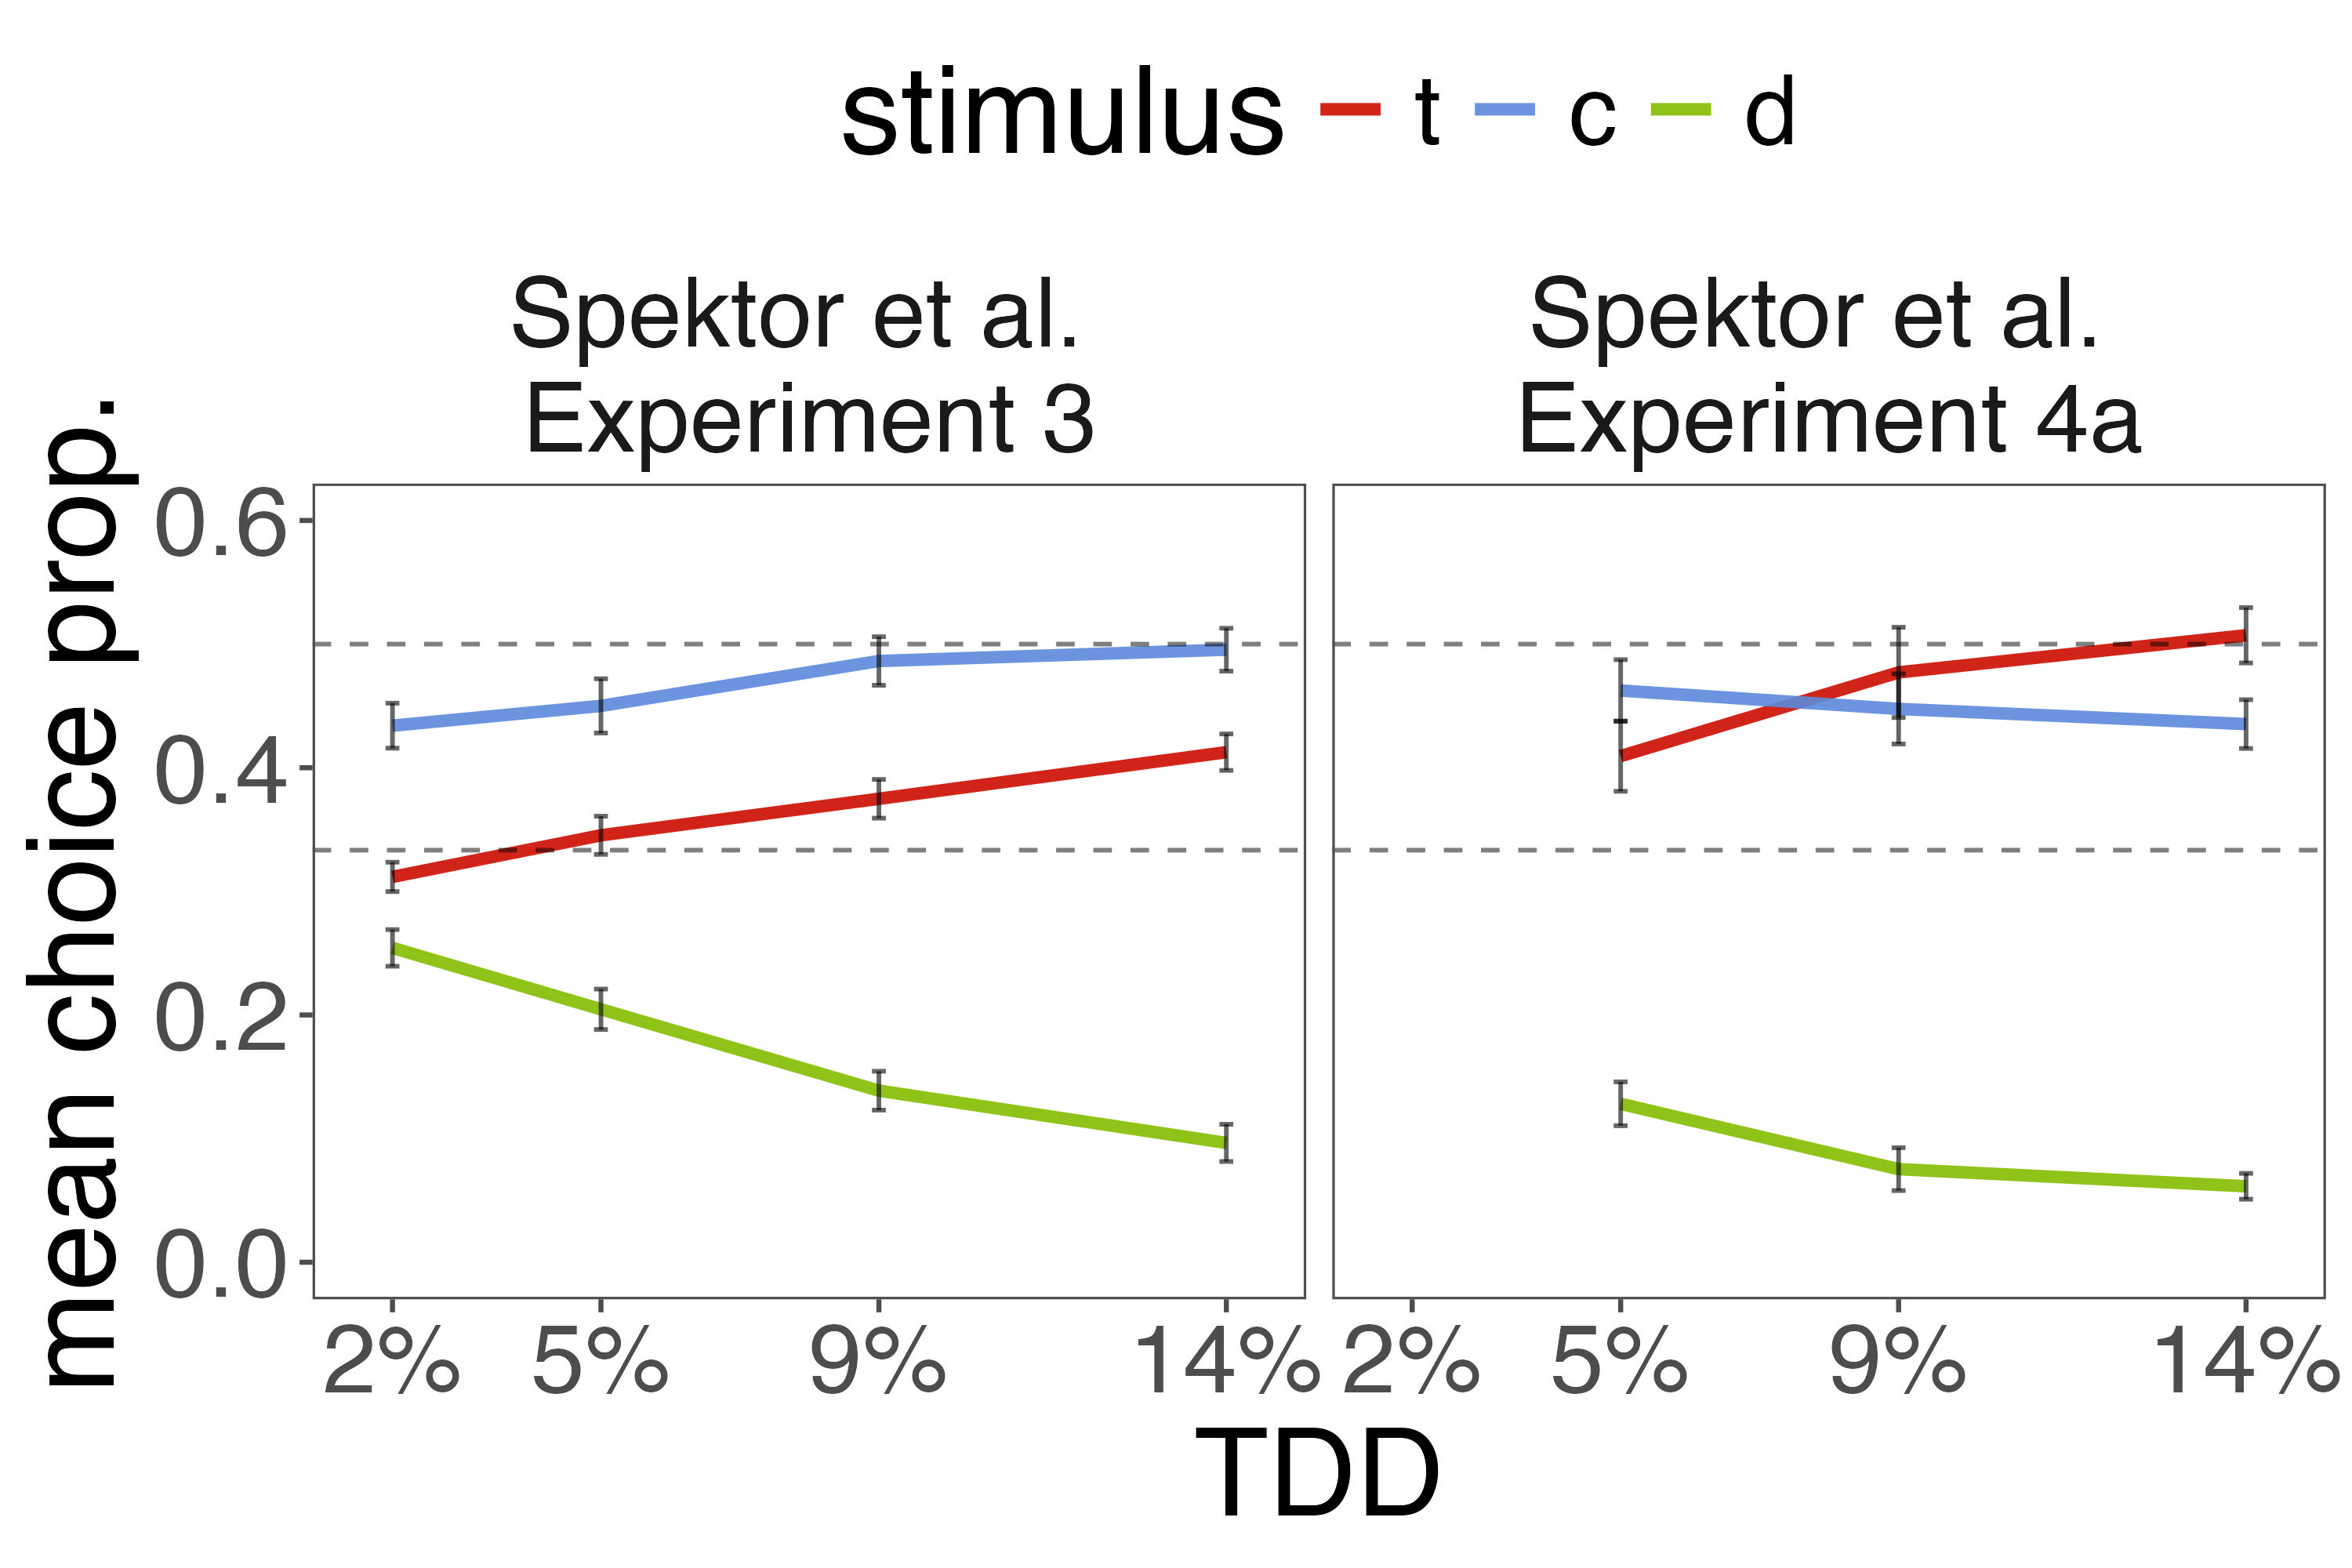 stimulus t c d
Spektor et al.
Experiment 3
Spektor et al.
Experiment 4a
mean choice prop.
0.6
0.4
0.2
0.0
2% 5% 9% 14%
2% 5% 9% 14%
TDD